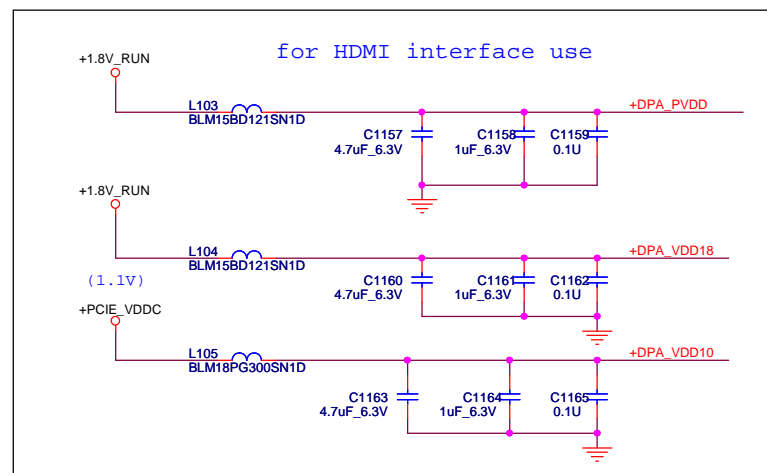 for HDMI interface use
+1.8V_RUN
L103
BLM15BD121SN1D
+DPA_PVDD
C1157
4.7uF_6.3V
C1158
1uF_6.3V
C1159
0.1U
+1.8V_RUN
L104
BLM15BD121SN1D
+DPA_VDD18
C1160
4.7uF_6.3V
C1161
1uF_6.3V
C1162
0.1U
(1.1V)
+PCIE_VDDC
L105
BLM18PG300SN1D
+DPA_VDD10
C1163
4.7uF_6.3V
C1164
1uF_6.3V
C1165
0.1U